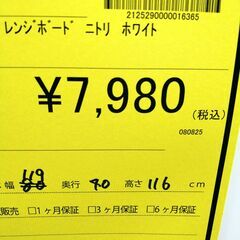 2125290000016365
ﾚﾝｼﾞﾎﾞｰﾄﾞ ニトリ ホワイト
¥7,980
(税込)
080825
幅 49 奥行 40 高さ 116 cm
販売 □1ヶ月保証 □3ヶ月保証 □6ヶ月保証